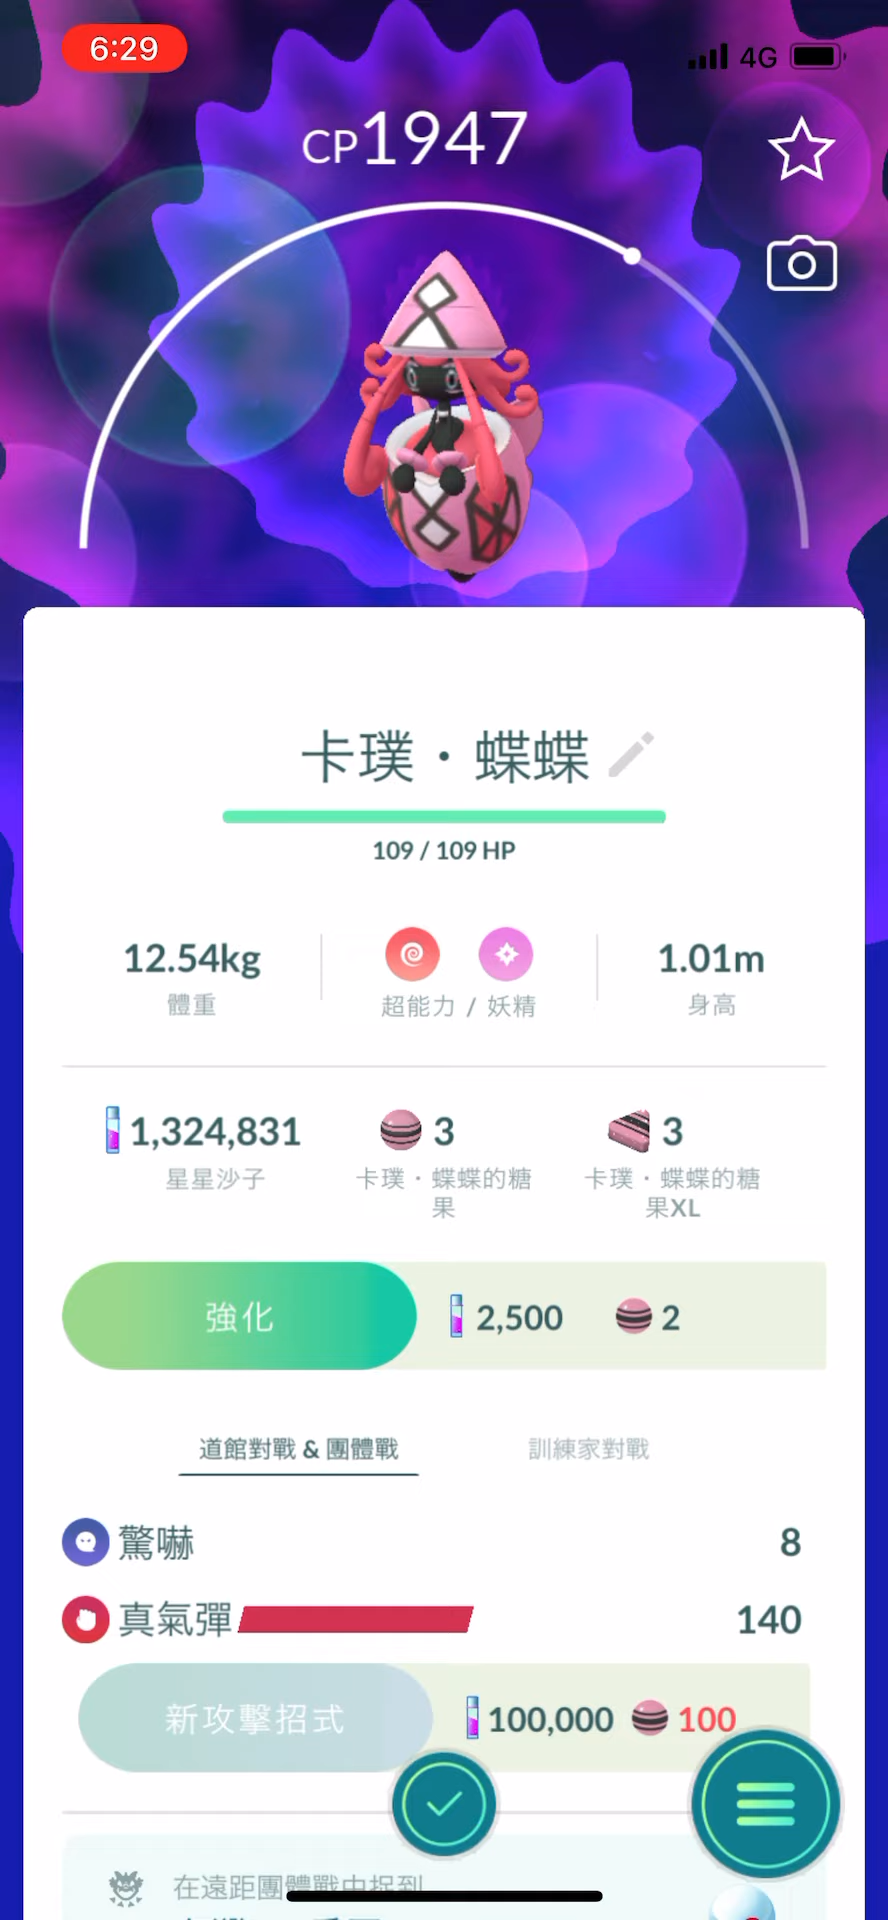 6:29
4G
CP1947
卡璞・蝶蝶
109 / 109 HP
12.54kg
體重
超能力 / 妖精
1.01m
身高
1,324,831
星星沙子
3
卡璞・蝶蝶的糖
果
3
卡璞・蝶蝶的糖
果XL
強化
2,500
2
道館對戰 & 團體戰
訓練家對戰
驚嚇
8
真氣彈
140
新攻擊招式
100,000
100
在遠距團體戰中捉到